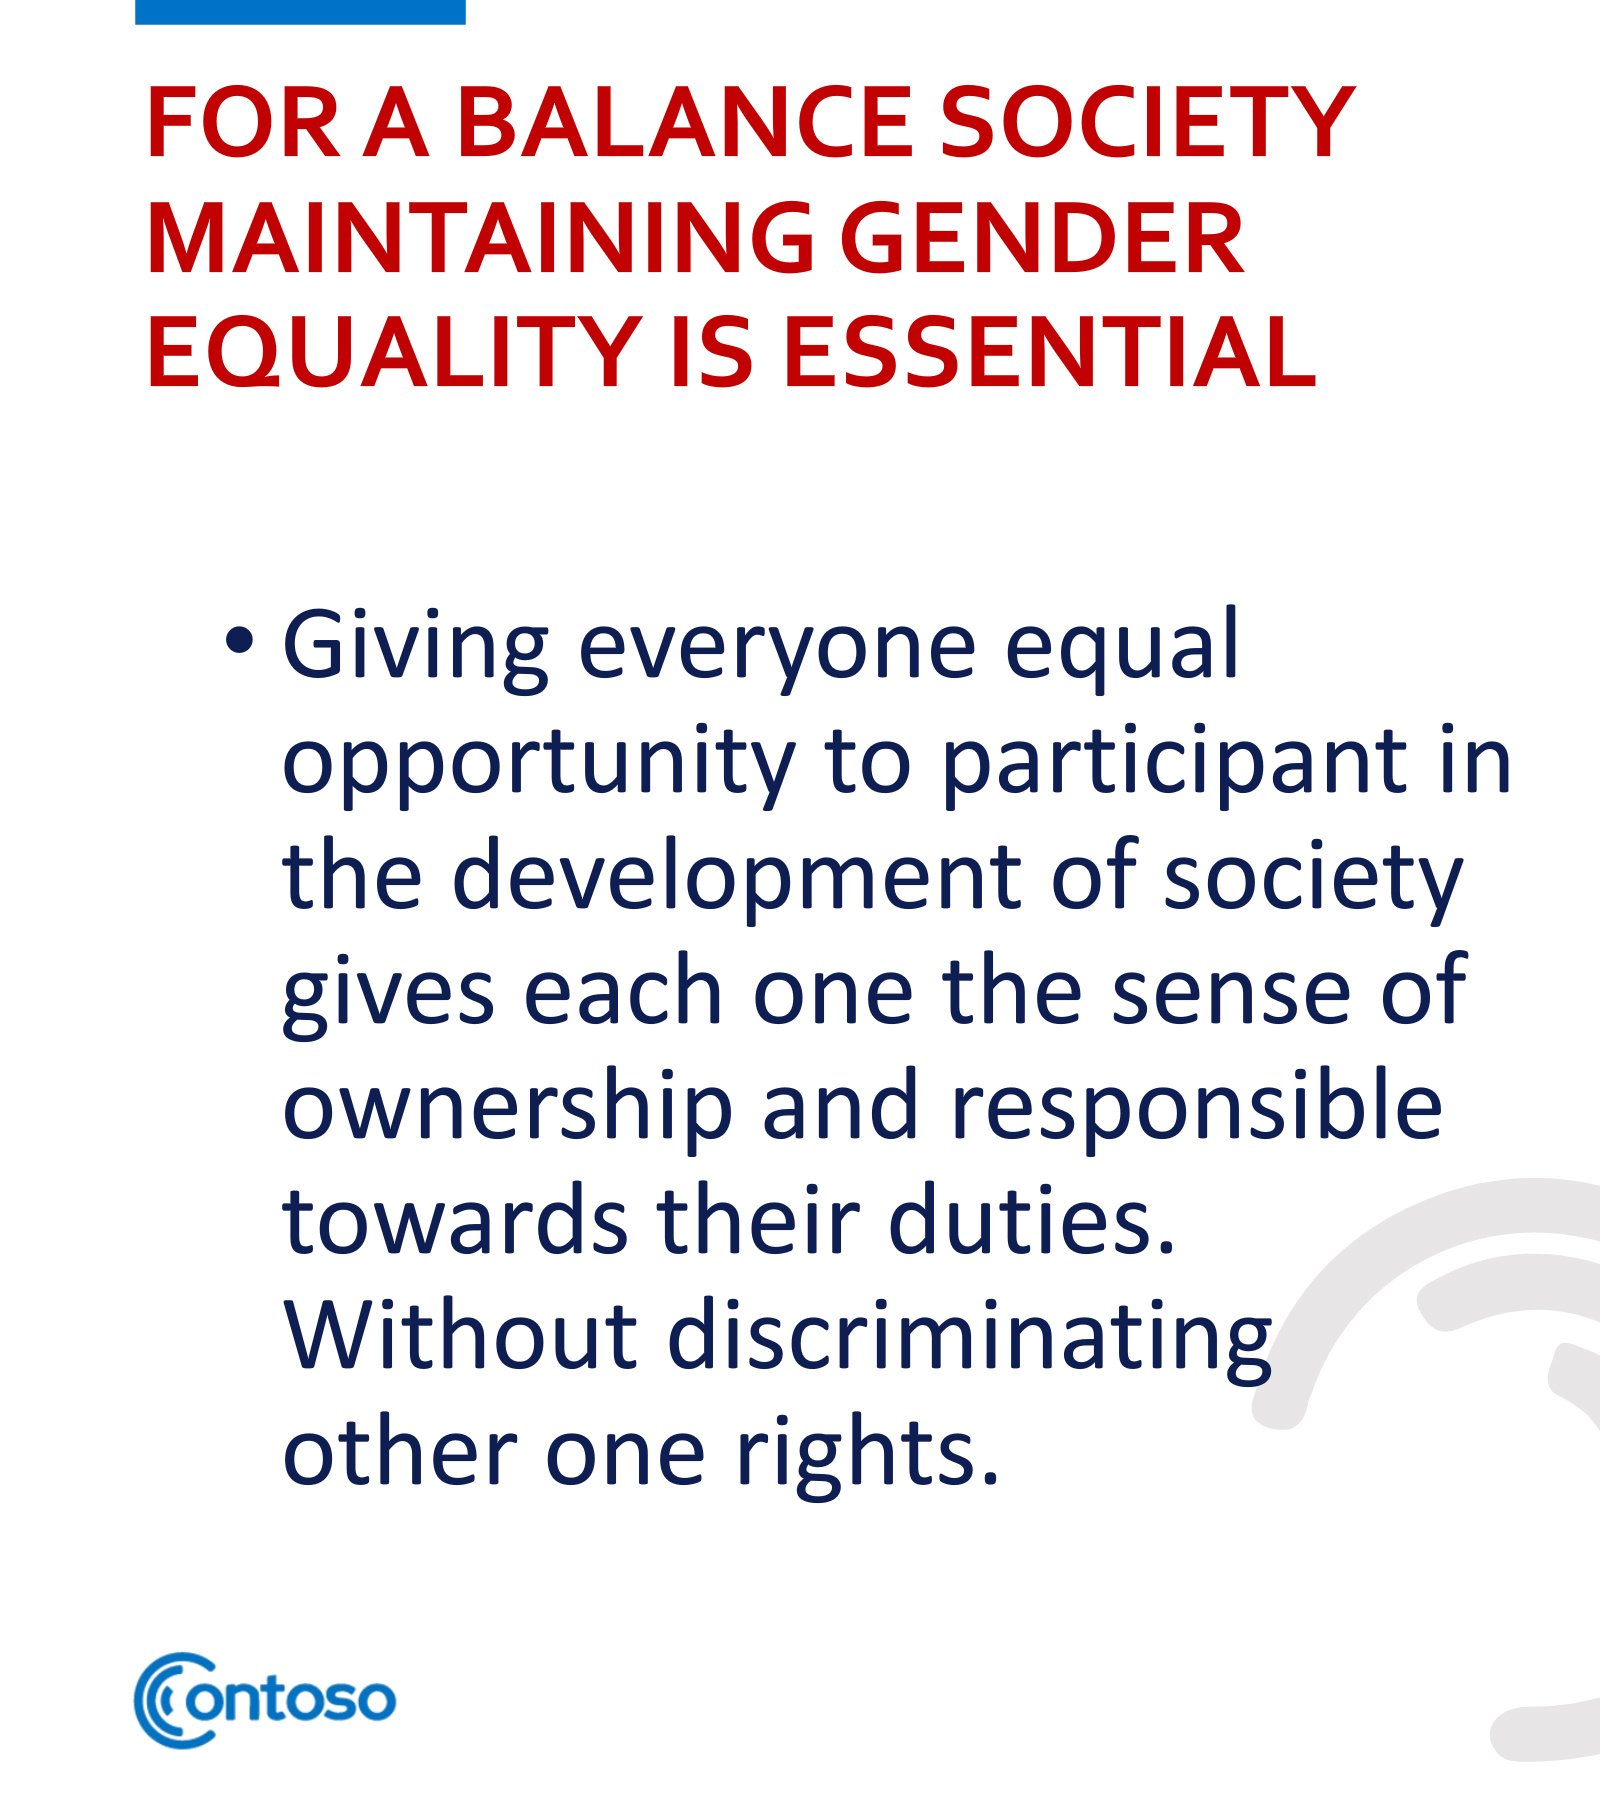 FOR A BALANCE SOCIETY
MAINTAINING GENDER
EQUALITY IS ESSENTIAL
• Giving everyone equal
opportunity to participant in
the development of society
gives each one the sense of
ownership and responsible
towards their duties.
Without discriminating
other one rights.
Contoso